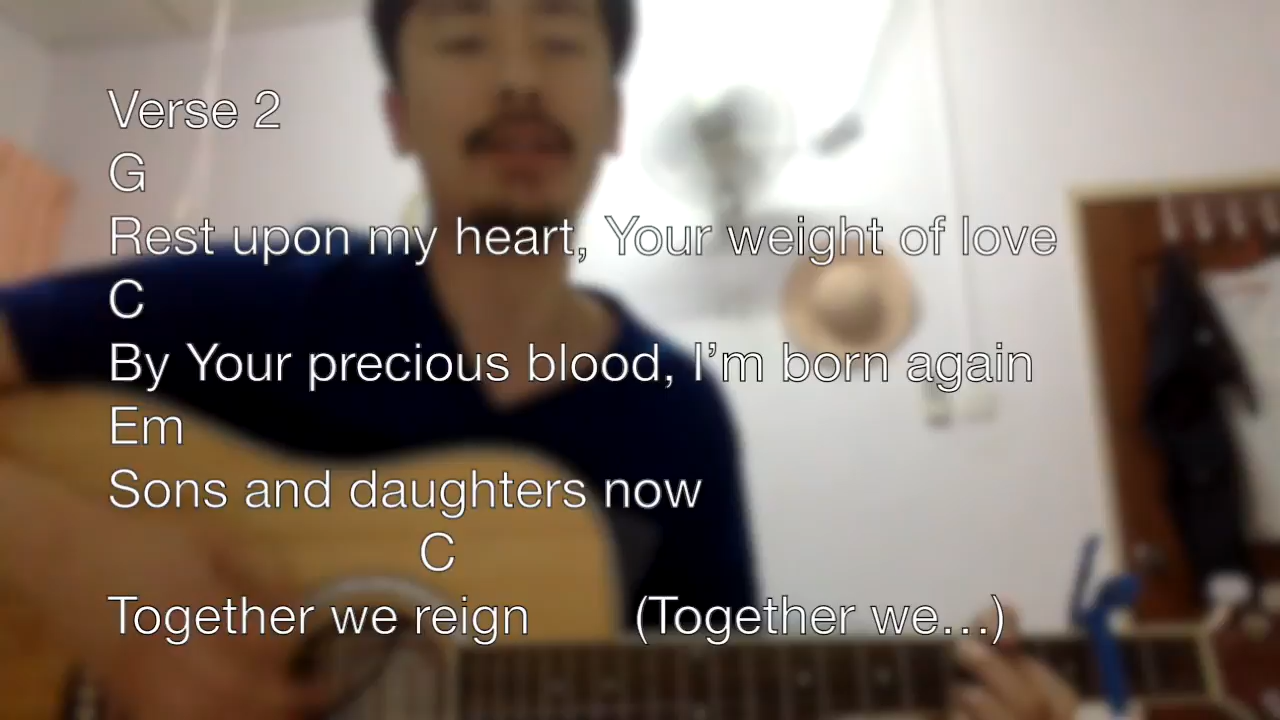 Verse 2
G
Rest upon my heart, Your weight of love
C
By Your precious blood, I’m born again
Em
Sons and daughters now
C
Together we reign (Together we…)